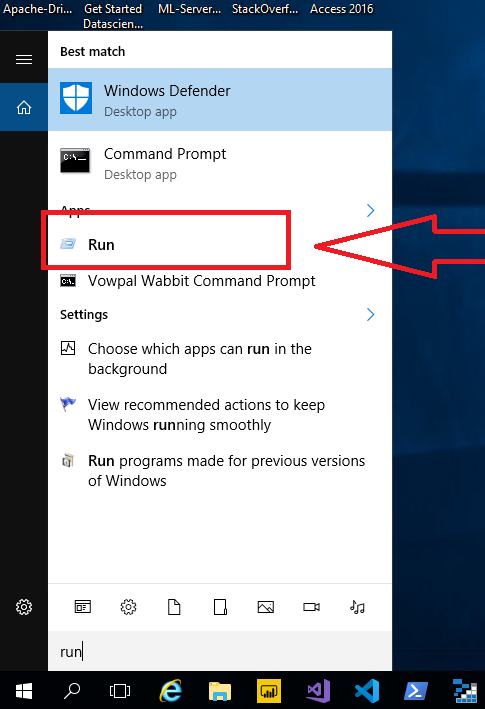 Apache-Dri... Get Started ML-Server... StackOverf... Access 2016
Datascien...
Best match
Windows Defender
Desktop app
C:\_
Command Prompt
Desktop app
Apps
Run
C:\_
Vowpal Wabbit Command Prompt
Settings
Choose which apps can run in the
background
View recommended actions to keep
Windows running smoothly
Run programs made for previous versions
of Windows
run